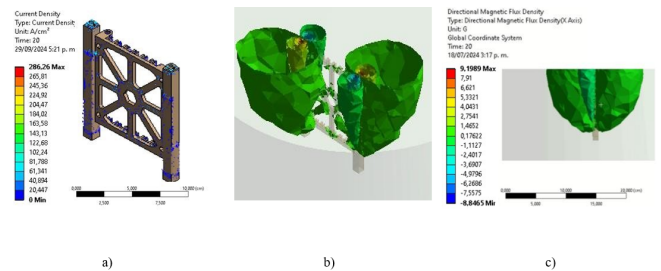 Current Density
Type: Current Densit
Unit: A/cm²
Time: 20
29/09/2024 5:21 p. m
286,26 Max
265,81
245,36
224,92
204,47
184,02
163,58
143,13
122,68
102,24
81,788
61,341
40,894
20,447
0 Min
0,000
10,000 (cm)
2,500
7,500
Directional Magnetic Flux Density
Type: Directional Magnetic Flux Density(X Axis)
Unit: G
Global Coordinate System
Time: 20
18/07/2024 3:17 p. m.
9,1989 Max
7,91
6,621
5,3321
4,0431
2,7541
1,4652
0,17622
-1,1127
-2,4017
-3,6907
-4,9796
-6,2686
-7,5575
-8,8465 Mir
0,000
10,000
20,000 (cm)
5,000
15,000
a)
b)
c)